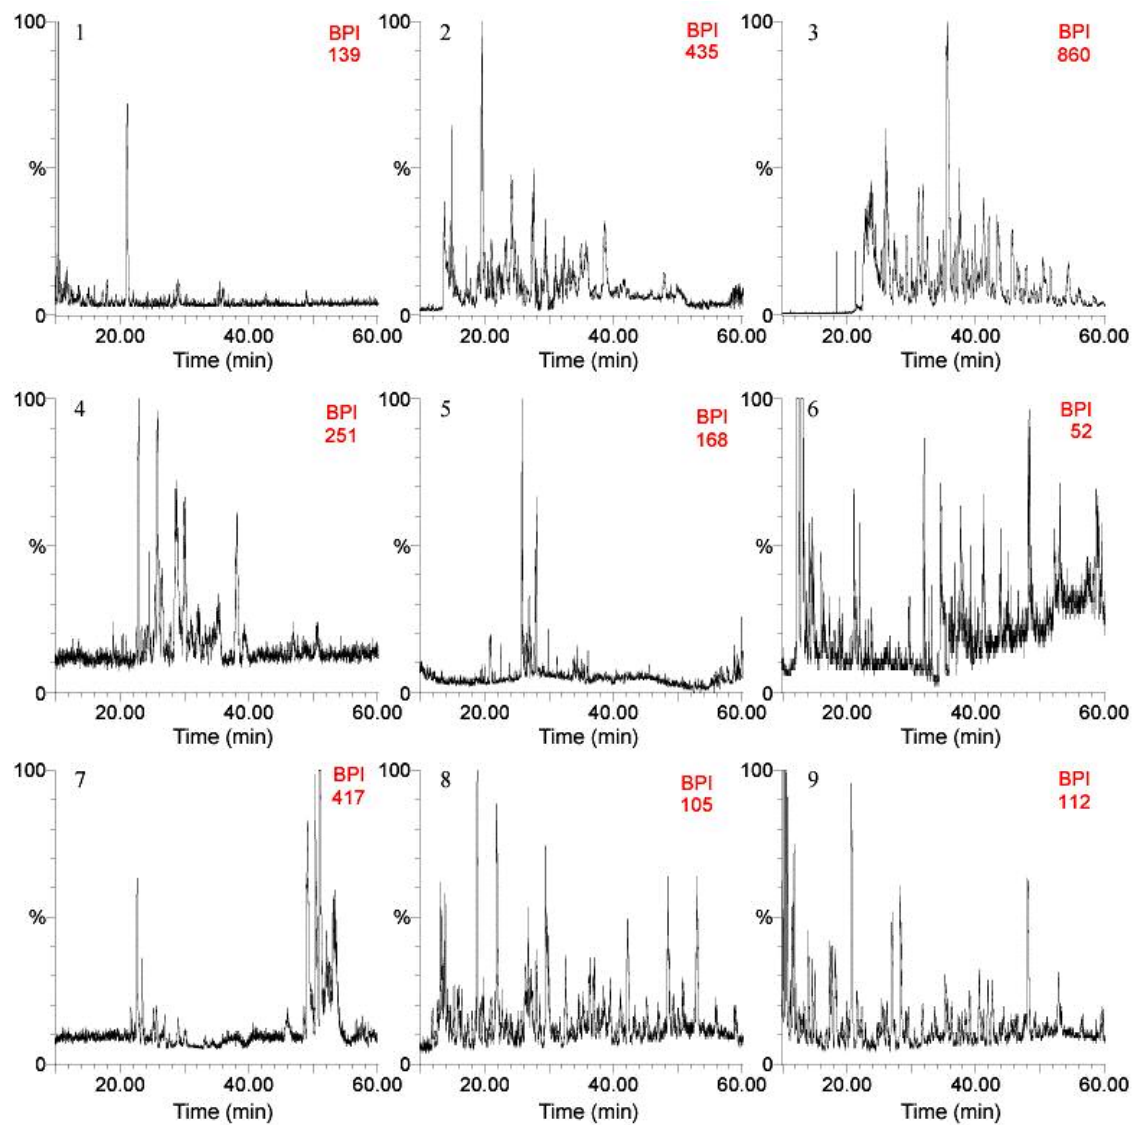 100 1 BPI
139
%
0
20.00 40.00 60.00
Time (min)
100 2 BPI
435
%
0
20.00 40.00 60.00
Time (min)
100 3 BPI
860
%
0
20.00 40.00 60.00
Time (min)
100 4 BPI
251
%
0
20.00 40.00 60.00
Time (min)
100 5 BPI
168
%
0
20.00 40.00 60.00
Time (min)
100 6 BPI
52
%
0
20.00 40.00 60.00
Time (min)
100 7 BPI
417
%
0
20.00 40.00 60.00
Time (min)
100 8 BPI
105
%
0
20.00 40.00 60.00
Time (min)
100 9 BPI
112
%
0
20.00 40.00 60.00
Time (min)